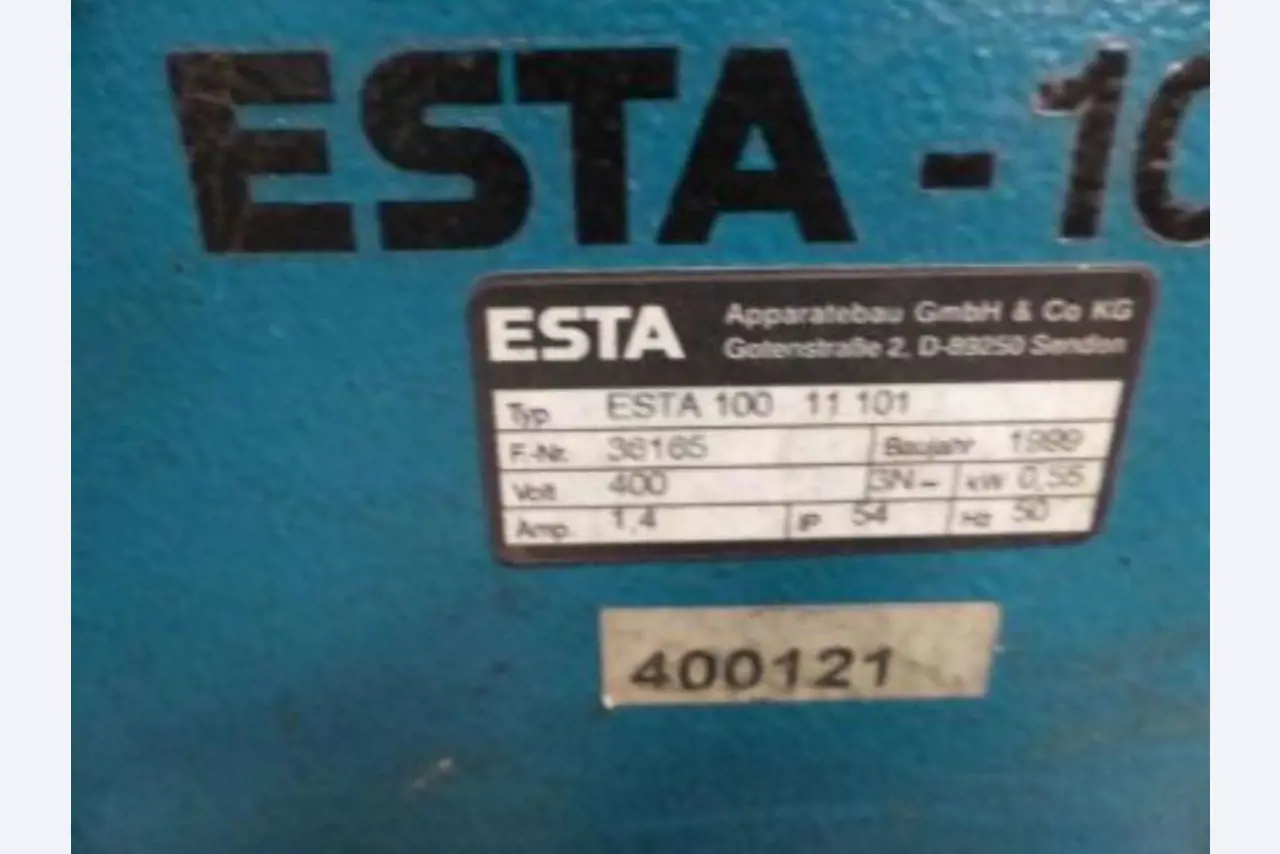 ESTA - 10
ESTA
Apparatebau GmbH & Co KG
Gotenstraße 2, D-89250 Senden
Typ ESTA 100 11 101
F.-Nr. 36165 Baujahr 1999
Volt 400 3N~ kW 0,55
Amp. 1,4 IP 54 Hz 50
400121